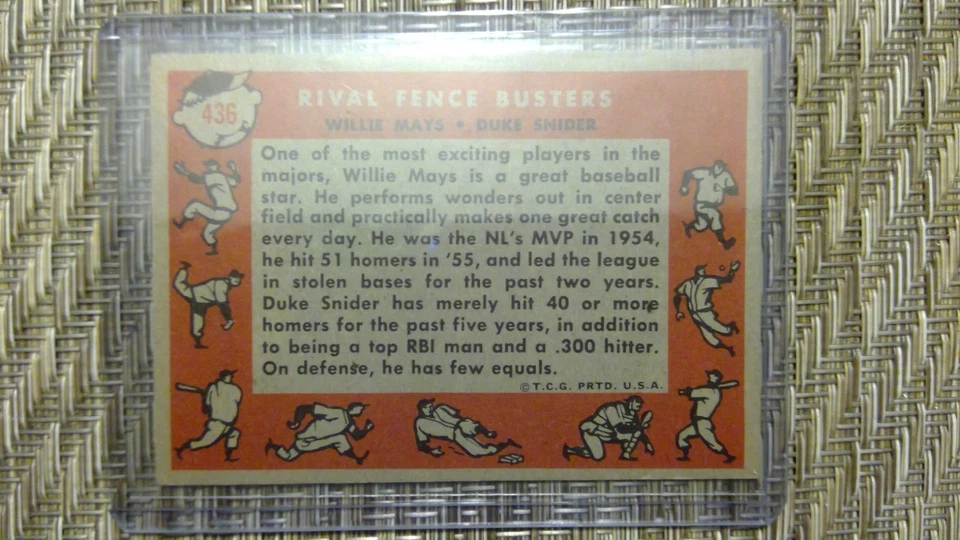 436
RIVAL FENCE BUSTERS
WILLIE MAYS • DUKE SNIDER
One of the most exciting players in the
majors, Willie Mays is a great baseball
star. He performs wonders out in center
field and practically makes one great catch
every day. He was the NL's MVP in 1954,
he hit 51 homers in '55, and led the league
in stolen bases for the past two years.
Duke Snider has merely hit 40 or more
homers for the past five years, in addition
to being a top RBI man and a .300 hitter.
On defense, he has few equals.
© T.C.G. PRTD. U.S.A.